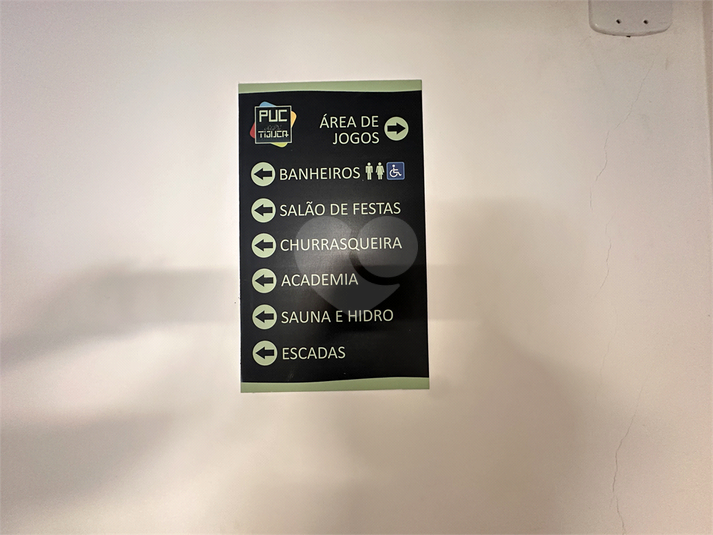 PUC
TIJUCA
ÁREA DE
JOGOS
BANHEIROS
SALÃO DE FESTAS
CHURRASQUEIRA
ACADEMIA
SAUNA E HIDRO
ESCADAS